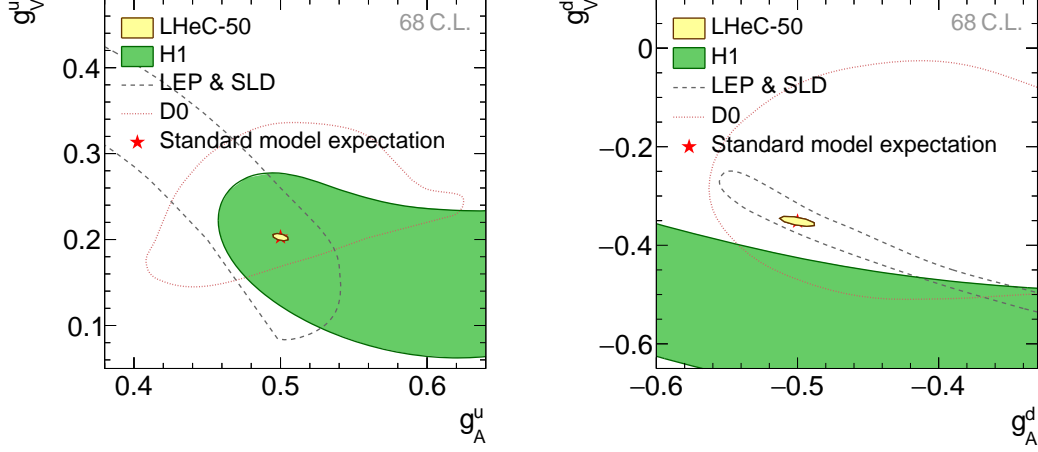 g_V^u
68 C.L.
LHeC-50
H1
LEP & SLD
D0
Standard model expectation
0.4
0.3
0.2
0.1
0.4
0.5
0.6
g_A^u
g_V^d
68 C.L.
LHeC-50
H1
LEP & SLD
D0
Standard model expectation
0
−0.2
−0.4
−0.6
−0.6
−0.5
−0.4
g_A^d